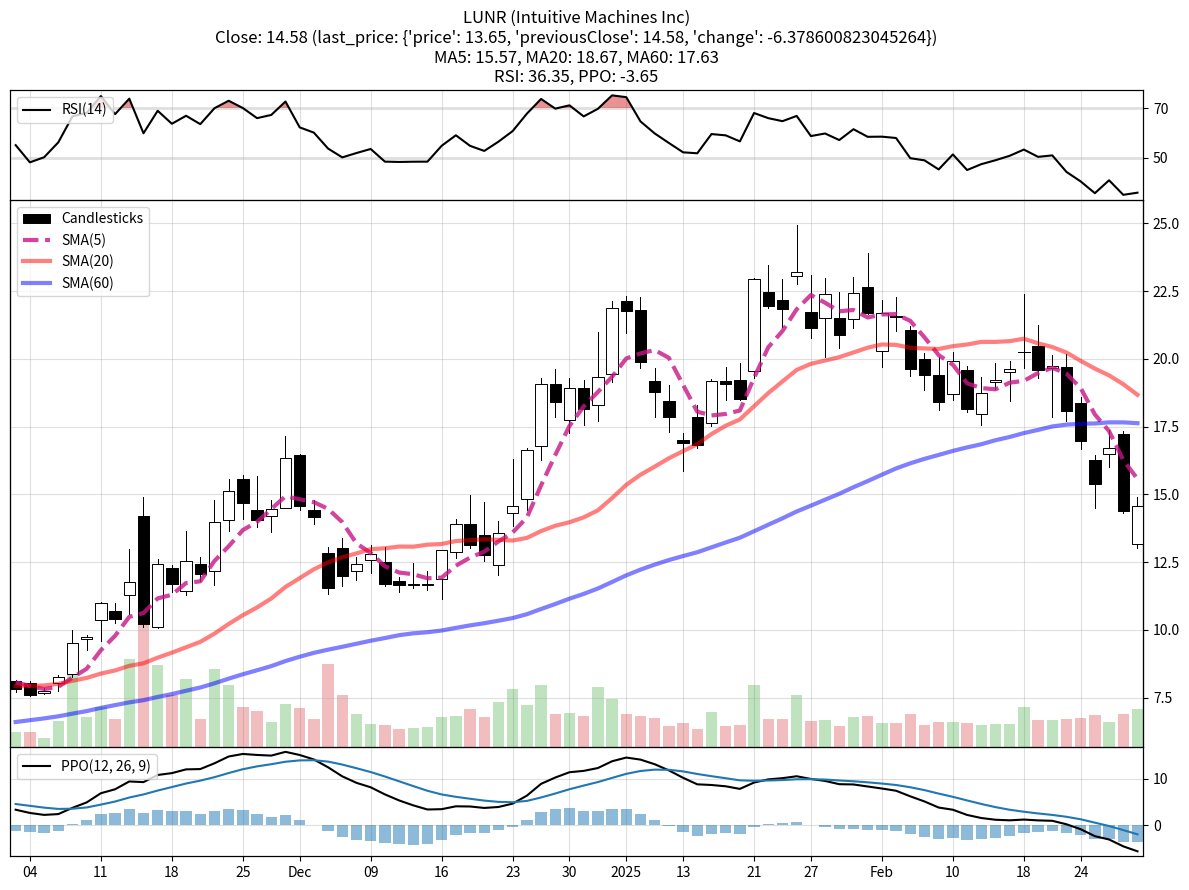 LUNR (Intuitive Machines Inc)
Close: 14.58 (last_price: {'price': 13.65, 'previousClose': 14.58, 'change': -6.378600823045264})
MA5: 15.57, MA20: 18.67, MA60: 17.63
RSI: 36.35, PPO: -3.65
RSI(14)
70
50
Candlesticks
SMA(5)
SMA(20)
SMA(60)
25.0
22.5
20.0
17.5
15.0
12.5
10.0
7.5
PPO(12, 26, 9)
10
0
04 11 18 25 Dec 09 16 23 30 2025 13 21 27 Feb 10 18 24